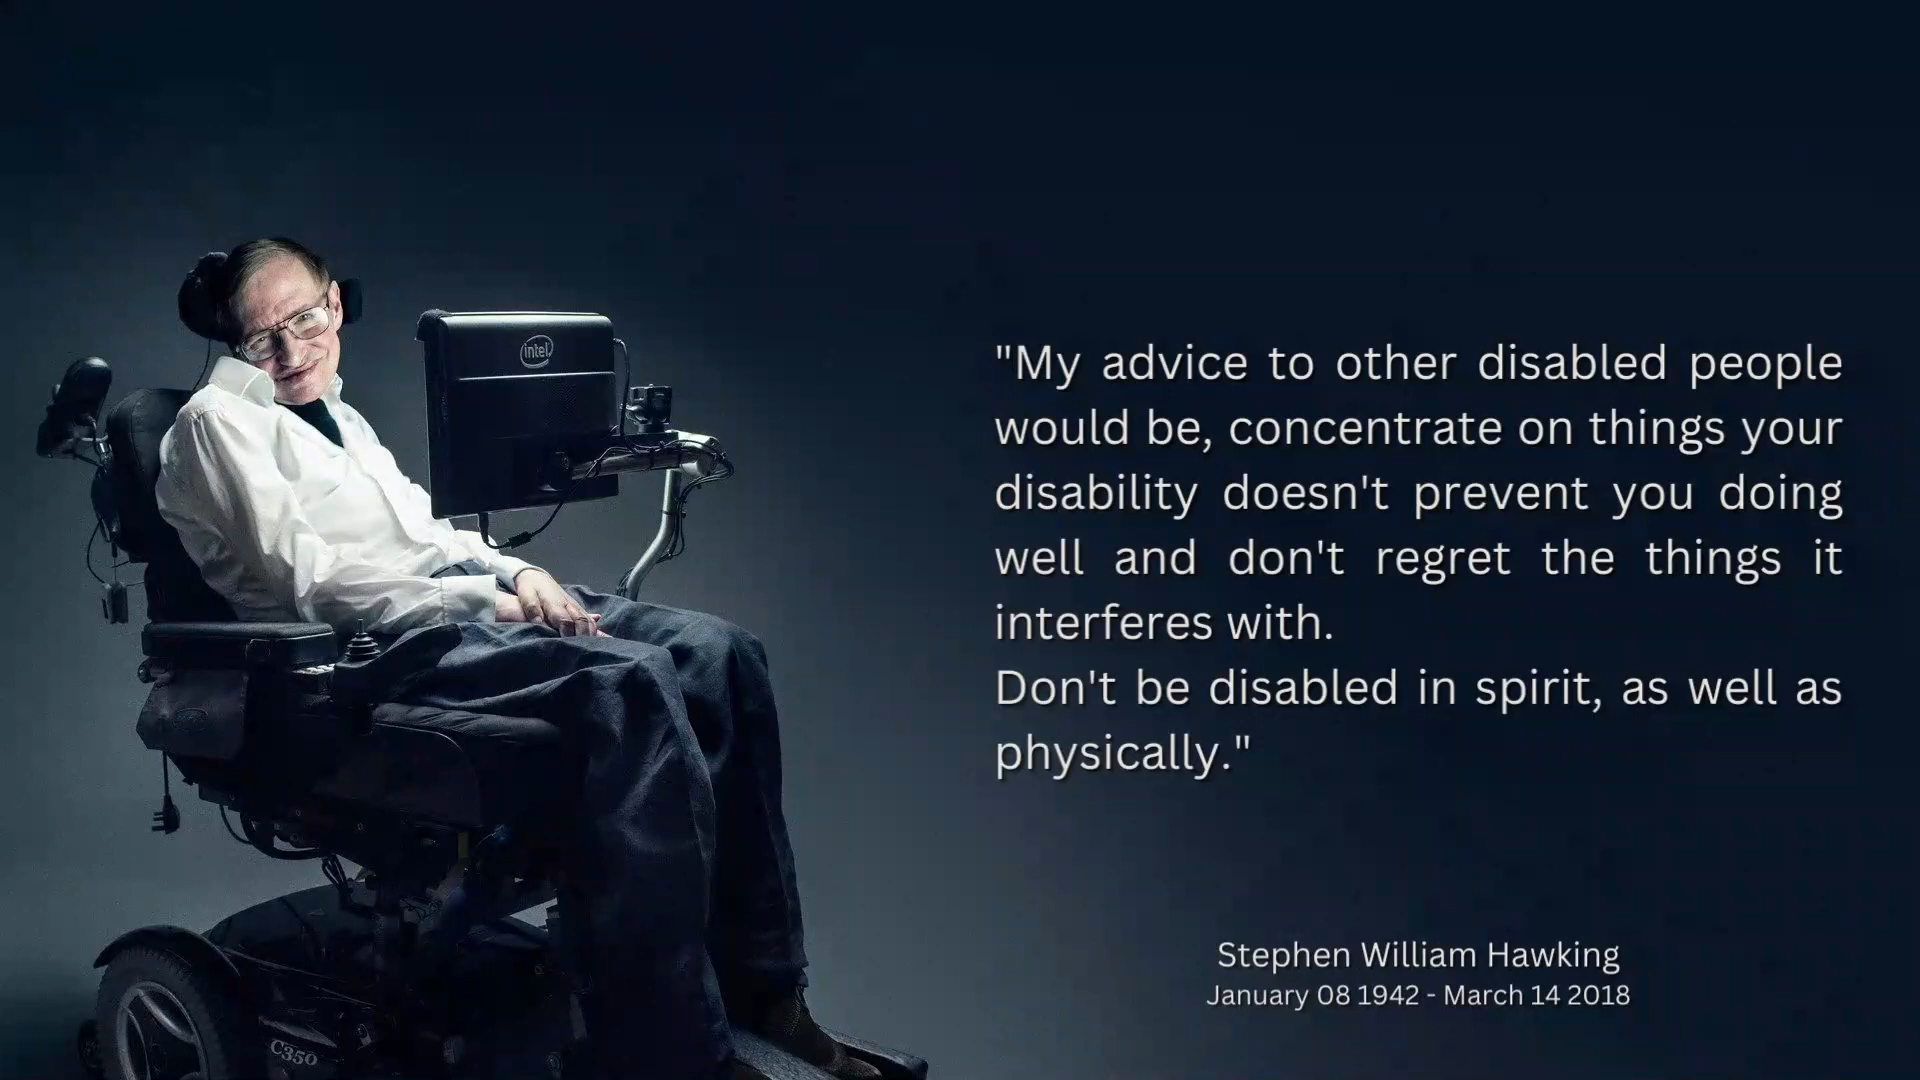 intel
"My advice to other disabled people
would be, concentrate on things your
disability doesn't prevent you doing
well and don't regret the things it
interferes with.
Don't be disabled in spirit, as well as
physically."
Stephen William Hawking
January 08 1942 - March 14 2018
C350